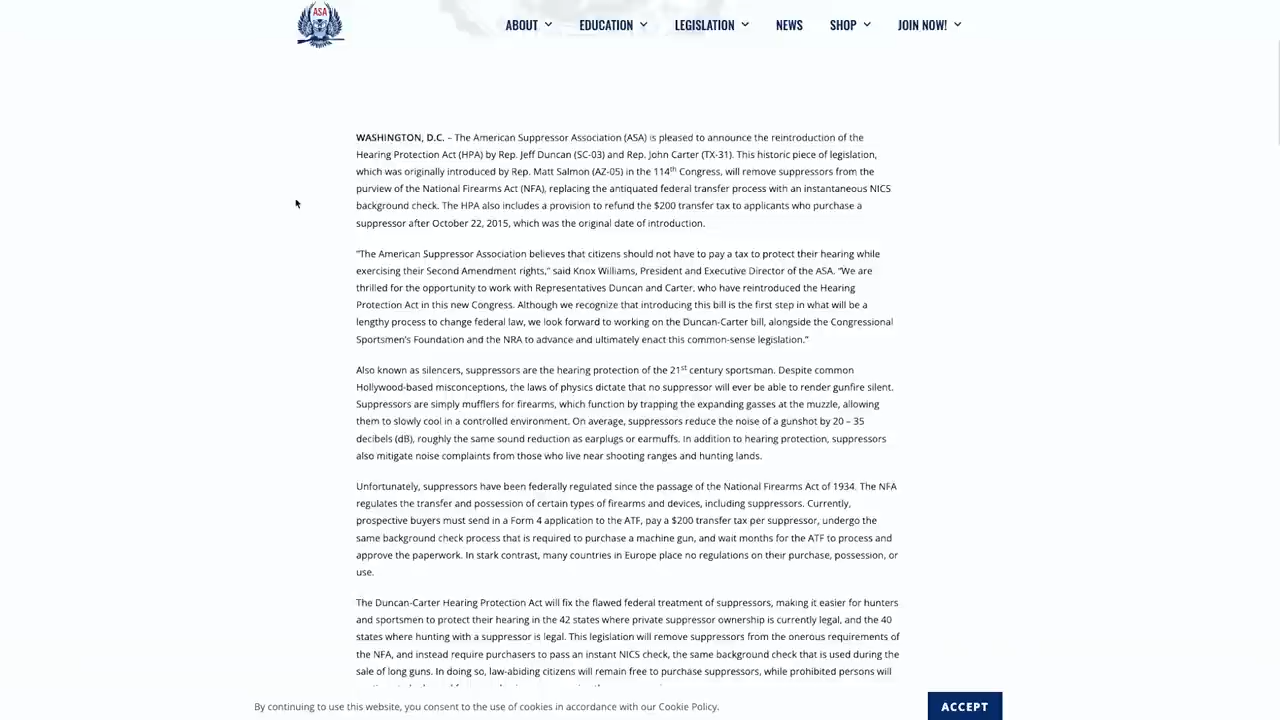 ASA
ABOUT EDUCATION LEGISLATION NEWS SHOP JOIN NOW!
WASHINGTON, D.C. – The American Suppressor Association (ASA) is pleased to announce the reintroduction of the
Hearing Protection Act (HPA) by Rep. Jeff Duncan (SC-03) and Rep. John Carter (TX-31). This historic piece of legislation,
which was originally introduced by Rep. Matt Salmon (AZ-05) in the 114th Congress, will remove suppressors from the
purview of the National Firearms Act (NFA), replacing the antiquated federal transfer process with an instantaneous NICS
background check. The HPA also includes a provision to refund the $200 transfer tax to applicants who purchase a
suppressor after October 22, 2015, which was the original date of introduction.
"The American Suppressor Association believes that citizens should not have to pay a tax to protect their hearing while
exercising their Second Amendment rights," said Knox Williams, President and Executive Director of the ASA. "We are
thrilled for the opportunity to work with Representatives Duncan and Carter, who have reintroduced the Hearing
Protection Act in this new Congress. Although we recognize that introducing this bill is the first step in what will be a
lengthy process to change federal law, we look forward to working on the Duncan-Carter bill, alongside the Congressional
Sportsmen's Foundation and the NRA to advance and ultimately enact this common-sense legislation."
Also known as silencers, suppressors are the hearing protection of the 21st century sportsman. Despite common
Hollywood-based misconceptions, the laws of physics dictate that no suppressor will ever be able to render gunfire silent.
Suppressors are simply mufflers for firearms, which function by trapping the expanding gasses at the muzzle, allowing
them to slowly cool in a controlled environment. On average, suppressors reduce the noise of a gunshot by 20 – 35
decibels (dB), roughly the same sound reduction as earplugs or earmuffs. In addition to hearing protection, suppressors
also mitigate noise complaints from those who live near shooting ranges and hunting lands.
Unfortunately, suppressors have been federally regulated since the passage of the National Firearms Act of 1934. The NFA
regulates the transfer and possession of certain types of firearms and devices, including suppressors. Currently,
prospective buyers must send in a Form 4 application to the ATF, pay a $200 transfer tax per suppressor, undergo the
same background check process that is required to purchase a machine gun, and wait months for the ATF to process and
approve the paperwork. In stark contrast, many countries in Europe place no regulations on their purchase, possession, or
use.
The Duncan-Carter Hearing Protection Act will fix the flawed federal treatment of suppressors, making it easier for hunters
and sportsmen to protect their hearing in the 42 states where private suppressor ownership is currently legal, and the 40
states where hunting with a suppressor is legal. This legislation will remove suppressors from the onerous requirements of
the NFA, and instead require purchasers to pass an instant NICS check, the same background check that is used during the
sale of long guns. In doing so, law-abiding citizens will remain free to purchase suppressors, while prohibited persons will
By continuing to use this website, you consent to the use of cookies in accordance with our Cookie Policy.
ACCEPT